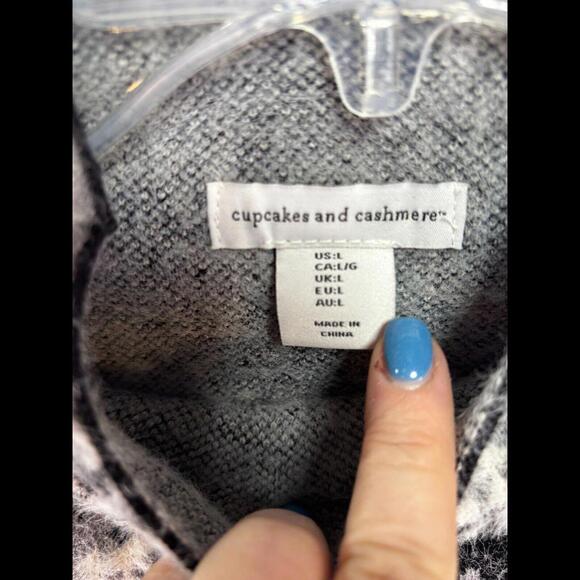 cupcakes and cashmere™
US:L
CA:L/G
UK:L
EU:L
AU:L
MADE IN
CHINA